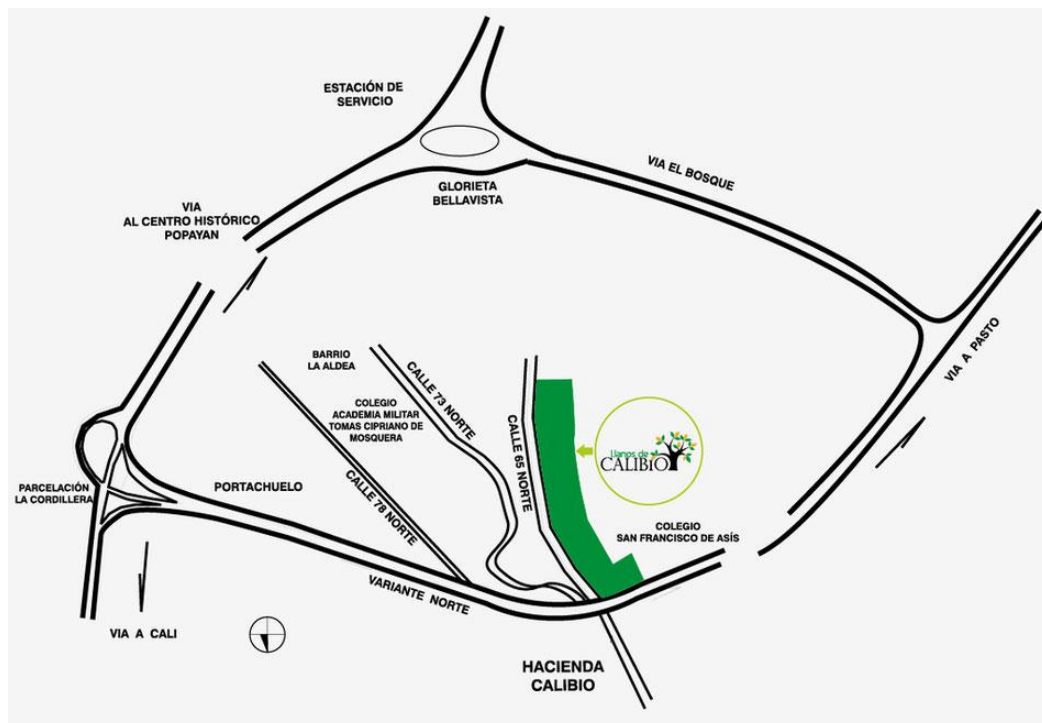 ESTACIÓN DE
SERVICIO
GLORIETA
BELLAVISTA
VIA EL BOSQUE
VIA
AL CENTRO HISTÓRICO
POPAYAN
VIA A PASTO
BARRIO
LA ALDEA
CALLE 73 NORTE
COLEGIO
ACADEMIA MILITAR
TOMAS CIPRIANO DE
MOSQUERA
CALLE 65 NORTE
llanos de
CALIBÍO
PARCELACIÓN
LA CORDILLERA
PORTACHUELO
CALLE 78 NORTE
COLEGIO
SAN FRANCISCO DE ASÍS
VARIANTE NORTE
VIA A CALI
HACIENDA
CALIBIO